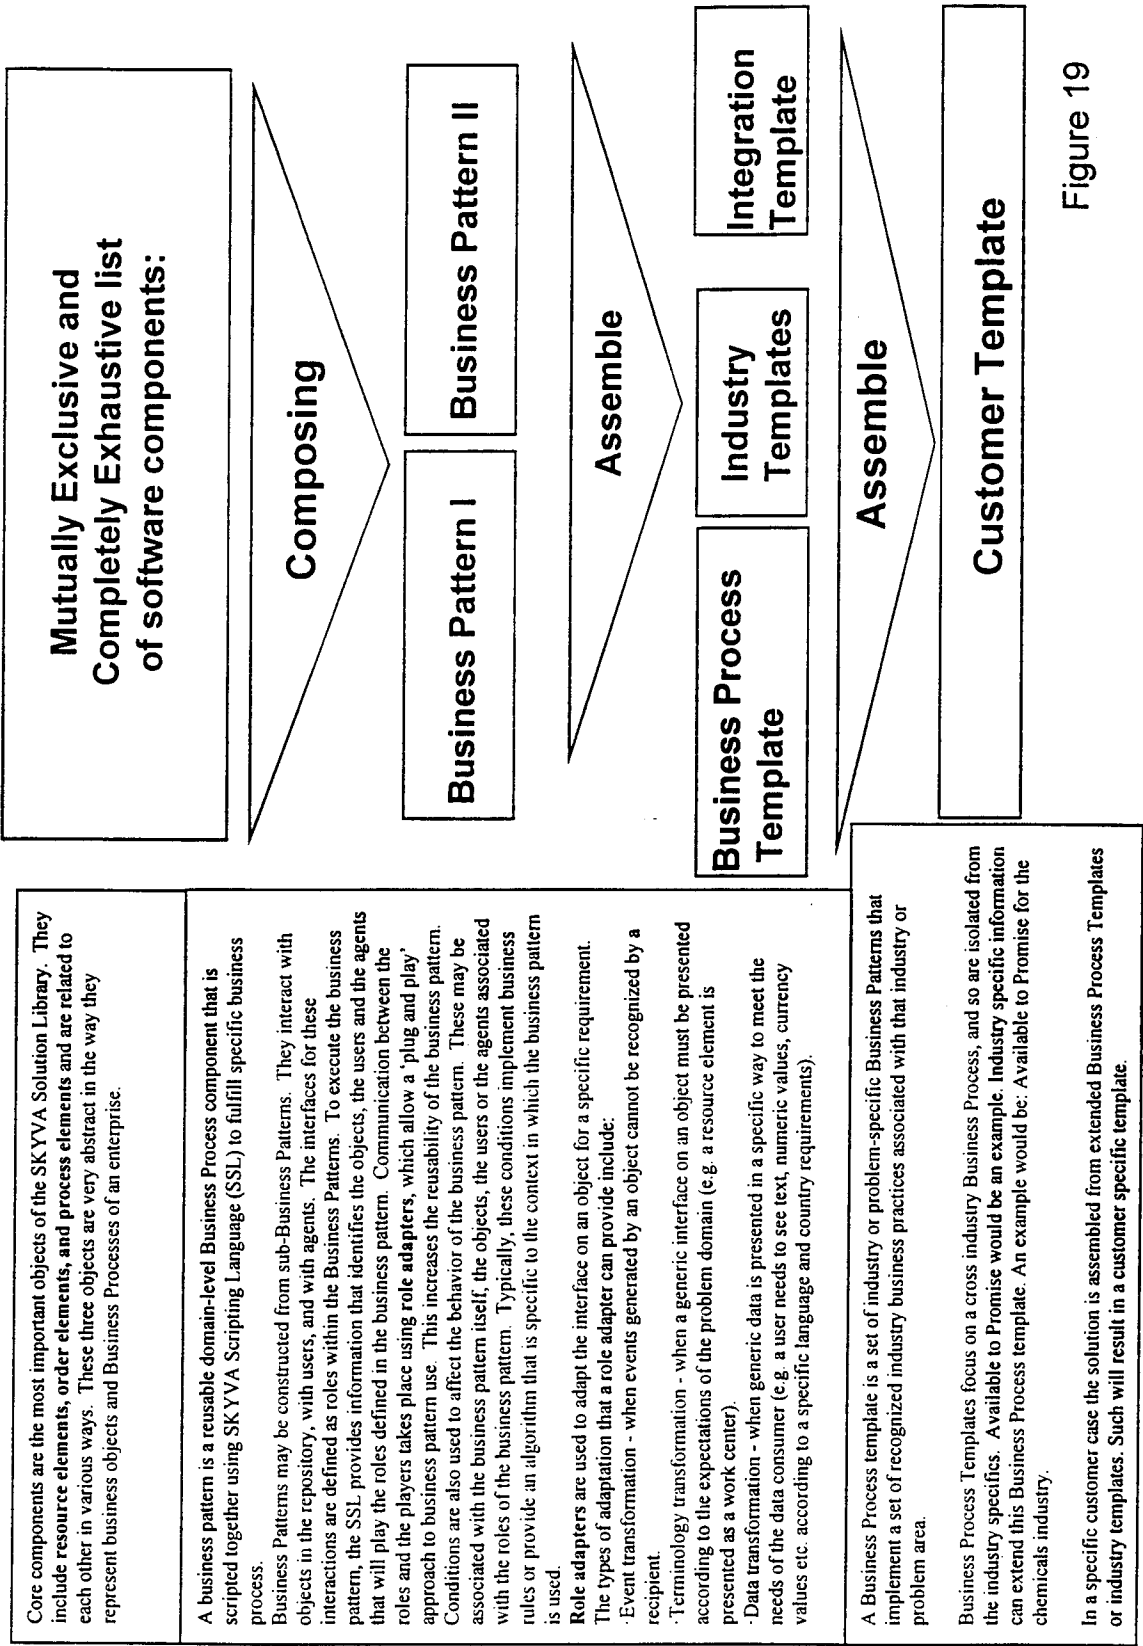 Core components are the most important objects of the SKYVA Solution Library. They
include resource elements, order elements, and process elements and are related to
each other in various ways. These three objects are very abstract in the way they
represent business objects and Business Processes of an enterprise.
A business pattern is a reusable domain-level Business Process component that is
scripted together using SKYVA Scripting Language (SSL) to fulfill specific business
process.
Business Patterns may be constructed from sub-Business Patterns. They interact with
objects in the repository, with users, and with agents. The interfaces for these
interactions are defined as roles within the Business Patterns. To execute the business
pattern, the SSL provides information that identifies the objects, the users and the agents
that will play the roles defined in the business pattern. Communication between the
roles and the players takes place using role adapters, which allow a 'plug and play'
approach to business pattern use. This increases the reusability of the business pattern.
Conditions are also used to affect the behavior of the business pattern. These may be
associated with the business pattern itself, the objects, the users or the agents associated
with the roles of the business pattern. Typically, these conditions implement business
rules or provide an algorithm that is specific to the context in which the business pattern
is used.
Role adapters are used to adapt the interface on an object for a specific requirement.
The types of adaptation that a role adapter can provide include:
·Event transformation - when events generated by an object cannot be recognized by a
recipient.
·Terminology transformation - when a generic interface on an object must be presented
according to the expectations of the problem domain (e.g. a resource element is
presented as a work center).
·Data transformation - when generic data is presented in a specific way to meet the
needs of the data consumer (e.g. a user needs to see text, numeric values, currency
values etc. according to a specific language and country requirements).
A Business Process template is a set of industry or problem-specific Business Patterns that
implement a set of recognized industry business practices associated with that industry or
problem area.
Business Process Templates focus on a cross industry Business Process, and so are isolated from
the industry specifics. Available to Promise would be an example. Industry specific information
can extend this Business Process template. An example would be: Available to Promise for the
chemicals industry.
In a specific customer case the solution is assembled from extended Business Process Templates
or industry templates. Such will result in a customer specific template.
Mutually Exclusive and
Completely Exhaustive list
of software components:
Composing
Business Pattern I
Business Pattern II
Assemble
Business Process
Template
Industry
Templates
Integration
Template
Assemble
Customer Template
Figure 19